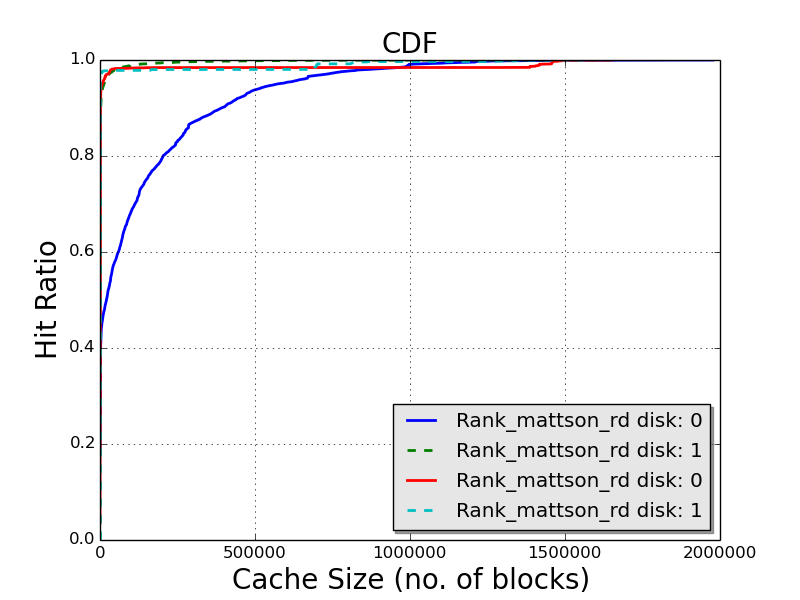 CDF
1.0
0.8
0.6
0.4
0.2
0.0
Hit Ratio
Rank_mattson_rd disk: 0
Rank_mattson_rd disk: 1
Rank_mattson_rd disk: 0
Rank_mattson_rd disk: 1
0 500000 1000000 1500000 2000000
Cache Size (no. of blocks)